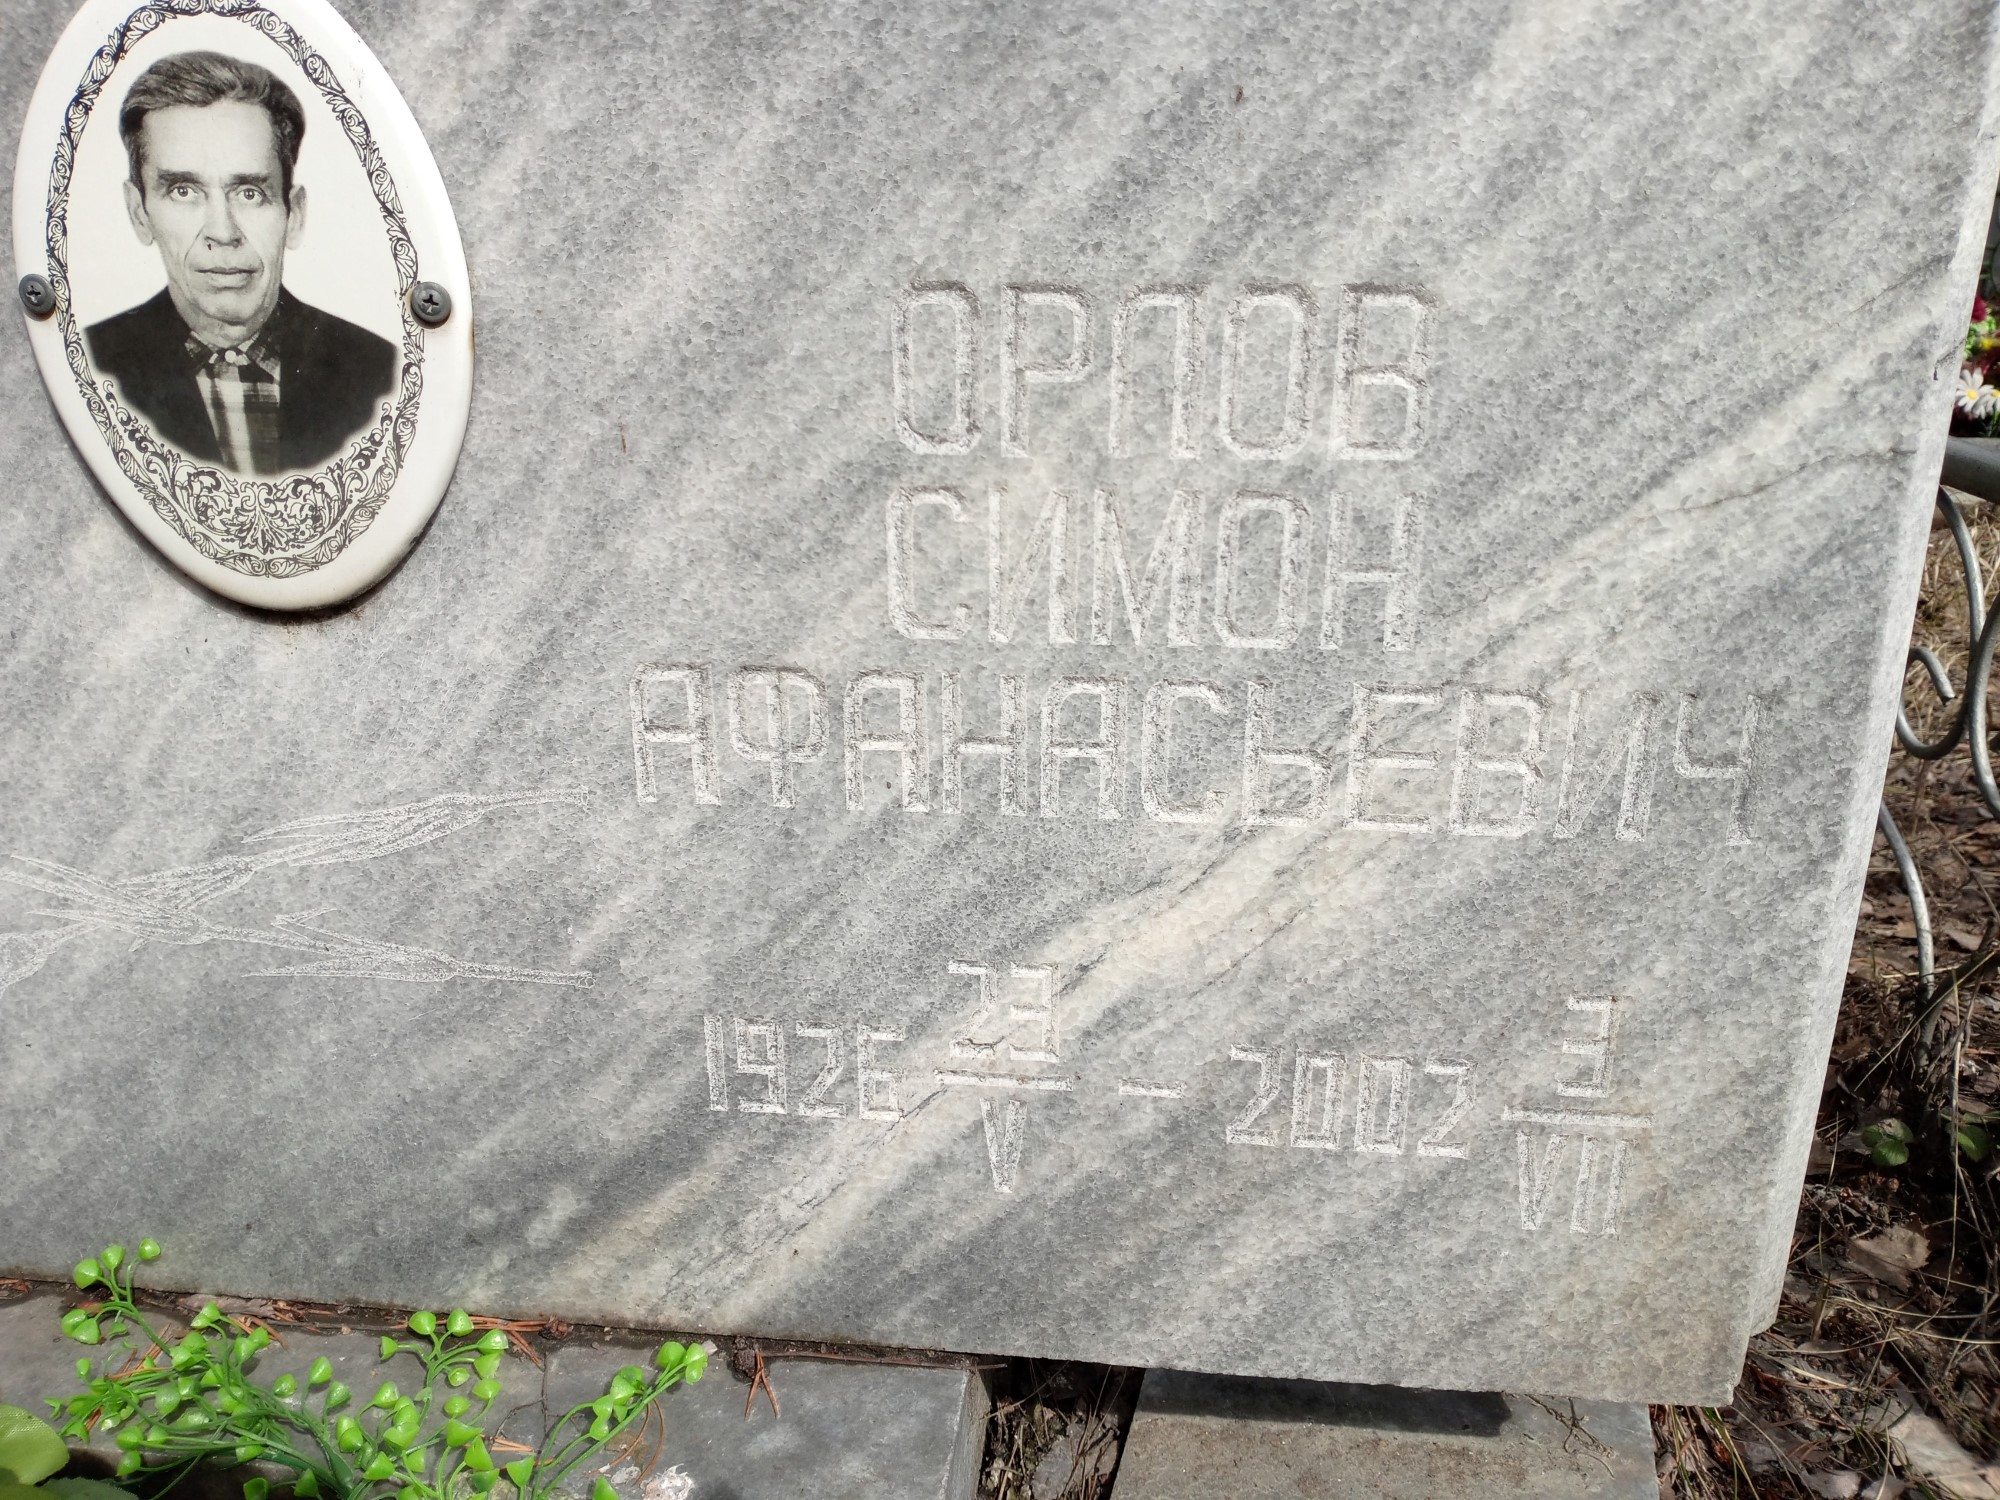 ОРЛОВ
СИМОН
АФАНАСЬЕВИЧ
1926 23/V – 2002 3/VII